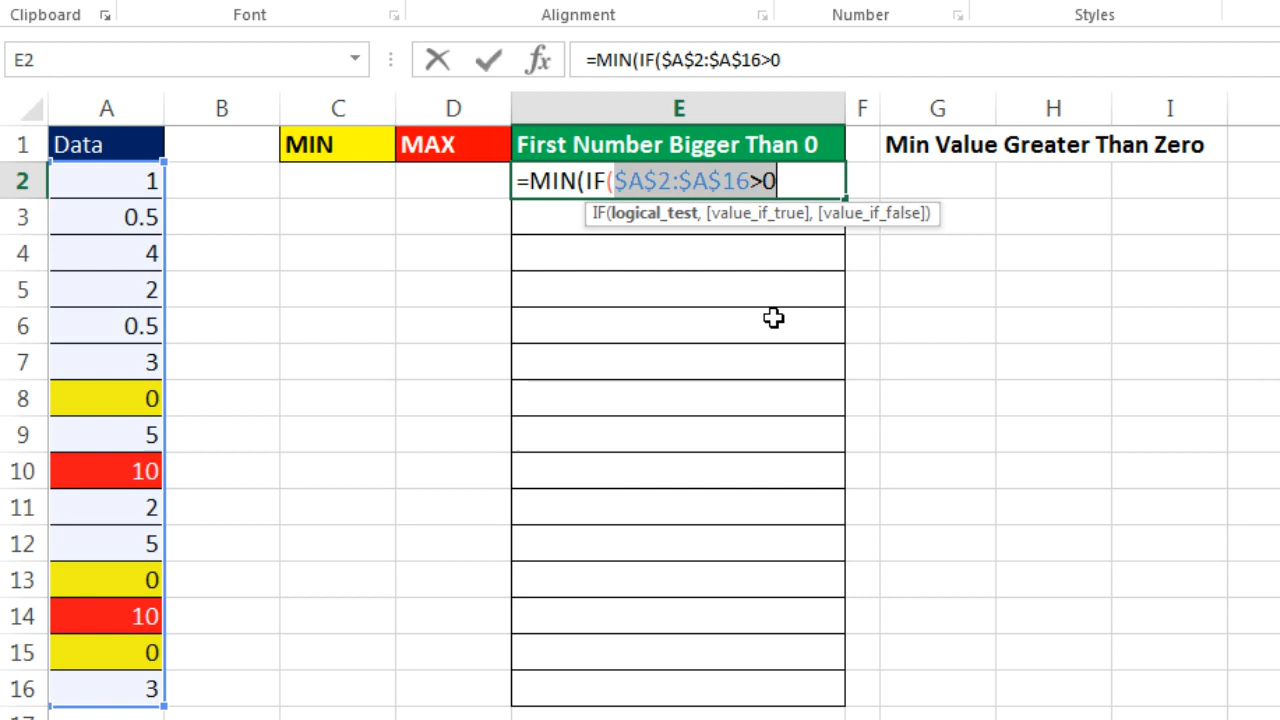 Clipboard Font Alignment Number Styles
E2 fx =MIN(IF($A$2:$A$16>0
A B C D E F G H I
1 Data MIN MAX First Number Bigger Than 0 Min Value Greater Than Zero
2 1 =MIN(IF($A$2:$A$16>0
IF(logical_test, [value_if_true], [value_if_false])
3 0.5
4 4
5 2
6 0.5
7 3
8 0
9 5
10 10
11 2
12 5
13 0
14 10
15 0
16 3
17